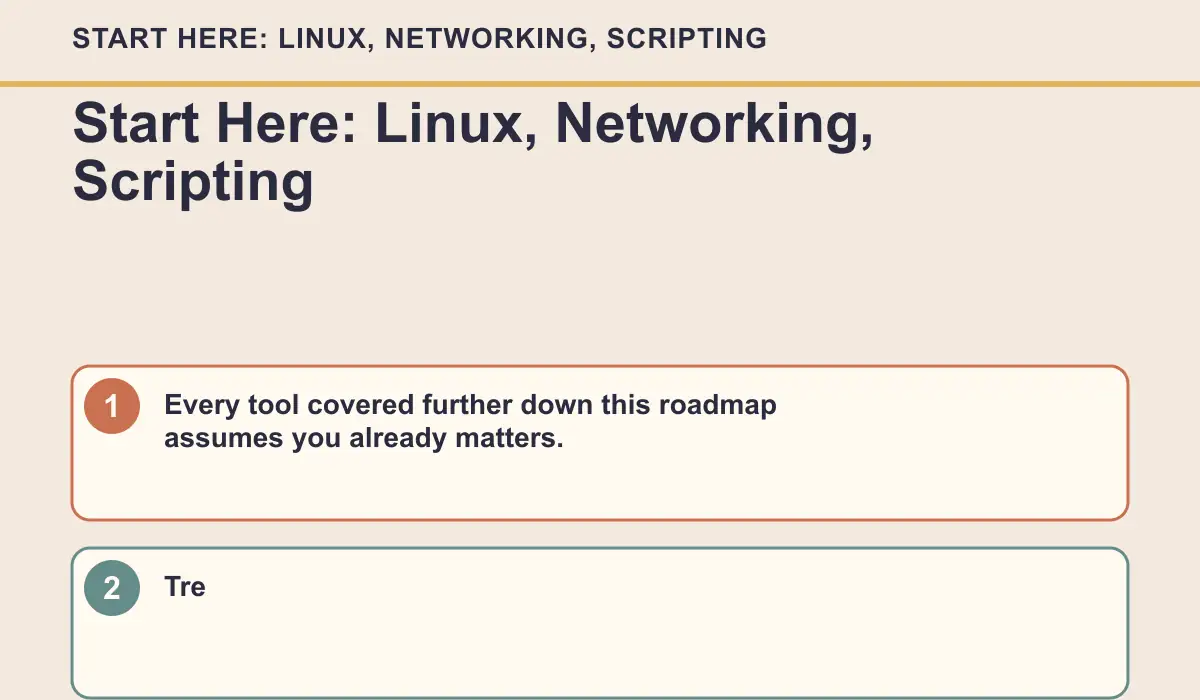 START HERE: LINUX, NETWORKING, SCRIPTING
Start Here: Linux, Networking,
Scripting
1
Every tool covered further down this roadmap
assumes you already matters.
2
Tre